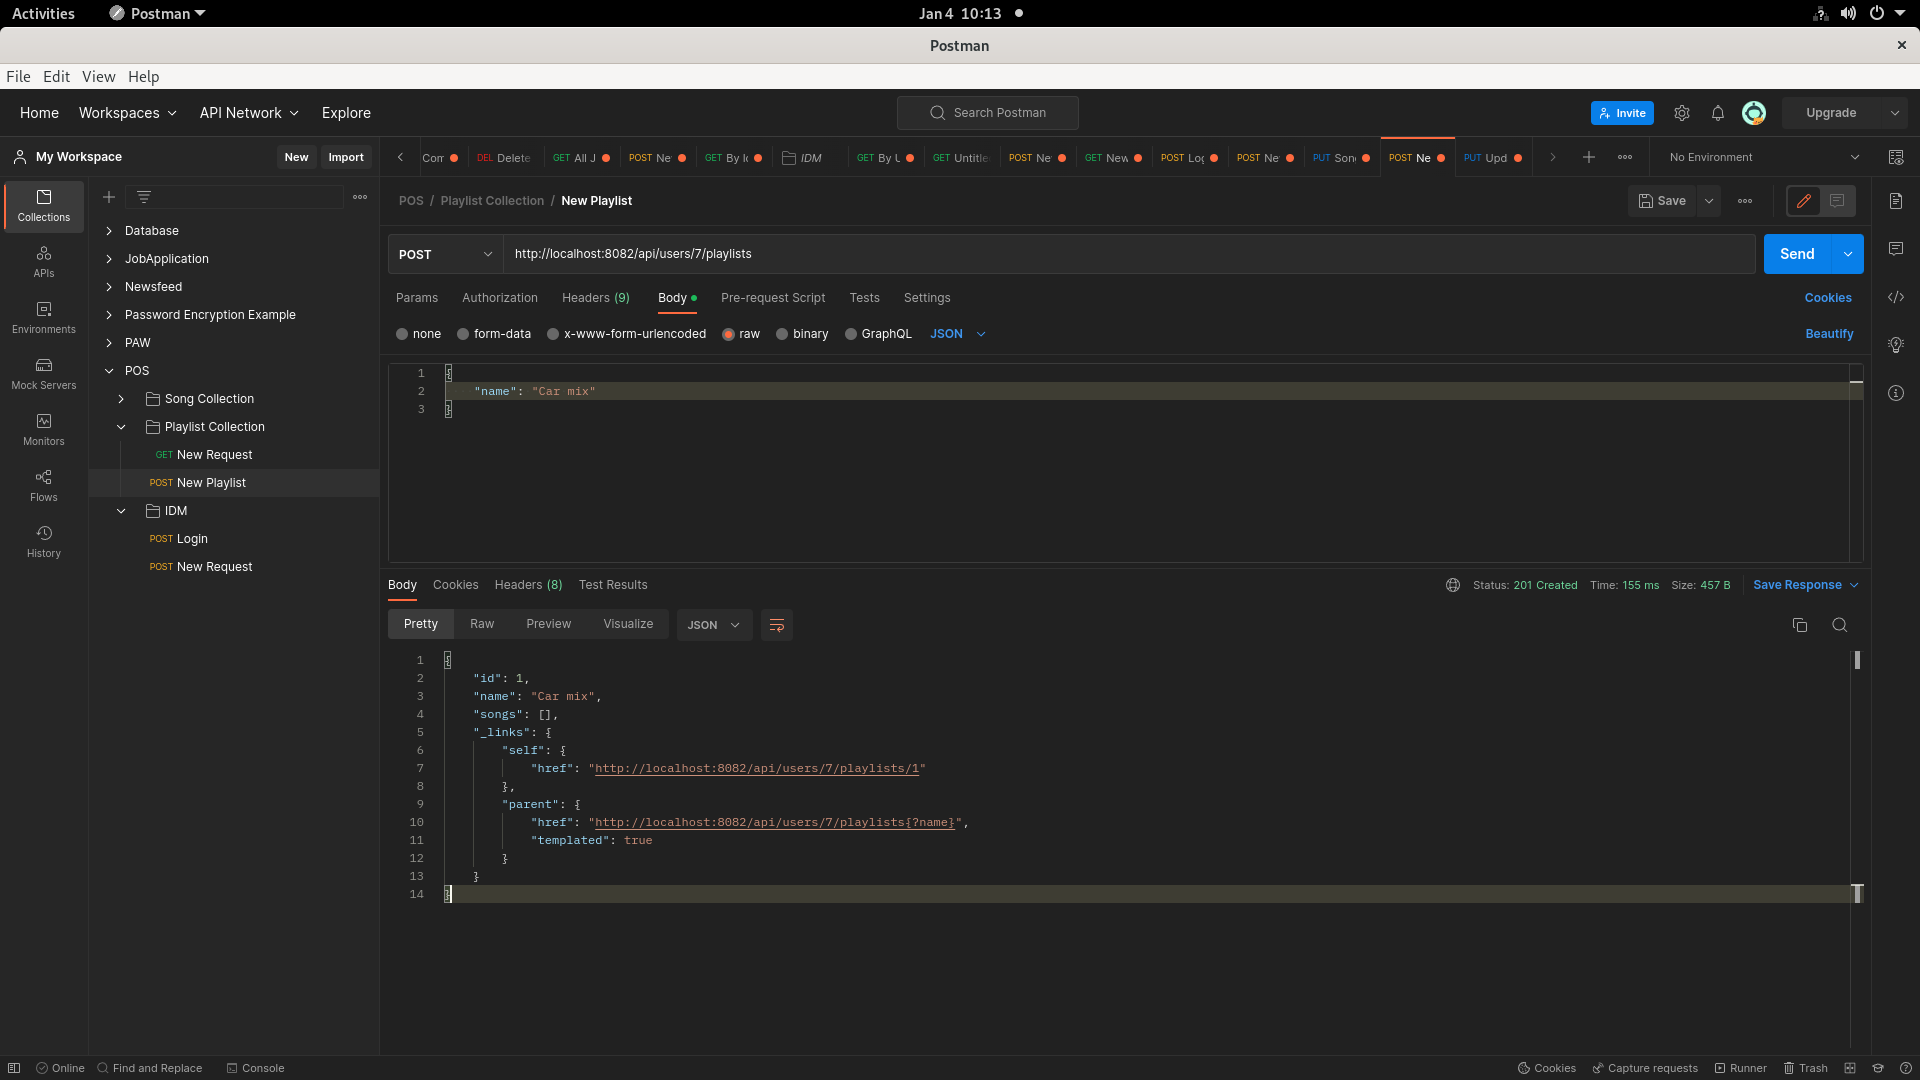 Activities
Postman
Jan 4 10:13
Postman
File Edit View Help
Home Workspaces API Network Explore
Search Postman
Invite
Upgrade
My Workspace
New Import
Com DEL Delete GET All J POST Ne GET By Ic IDM GET By U GET Untitle POST Ne GET New POST Log POST Ne PUT Song POST Ne PUT Upd
No Environment
Collections
APIs
Environments
Mock Servers
Monitors
Flows
History
Database
JobApplication
Newsfeed
Password Encryption Example
PAW
POS
Song Collection
Playlist Collection
GET New Request
POST New Playlist
IDM
POST Login
POST New Request
POS / Playlist Collection / New Playlist
Save
POST
http://localhost:8082/api/users/7/playlists
Send
Params Authorization Headers (9) Body Pre-request Script Tests Settings
Cookies
none form-data x-www-form-urlencoded raw binary GraphQL JSON
Beautify
1 {
2 "name": "Car mix"
3 }
Body Cookies Headers (8) Test Results
Status: 201 Created Time: 155 ms Size: 457 B
Save Response
Pretty Raw Preview Visualize JSON
1 {
2 "id": 1,
3 "name": "Car mix",
4 "songs": [],
5 "_links": {
6 "self": {
7 "href": "http://localhost:8082/api/users/7/playlists/1"
8 },
9 "parent": {
10 "href": "http://localhost:8082/api/users/7/playlists{?name}",
11 "templated": true
12 }
13 }
14 }
Online Find and Replace Console
Cookies Capture requests Runner Trash